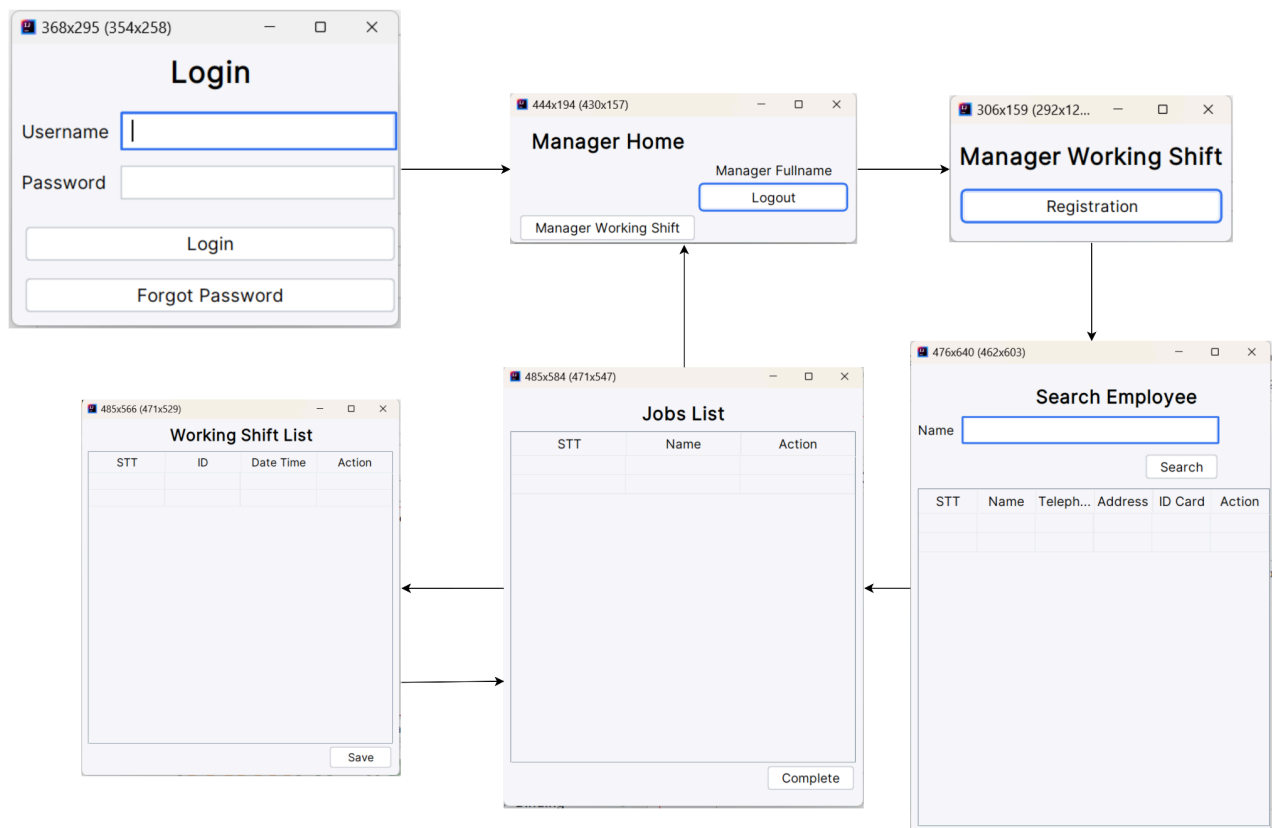 368x295 (354x258)
Login
Username
Password
Login
Forgot Password
444x194 (430x157)
Manager Home
Manager Fullname
Logout
Manager Working Shift
306x159 (292x12...
Manager Working Shift
Registration
476x640 (462x603)
Search Employee
Name
Search
STT Name Teleph... Address ID Card Action
485x584 (471x547)
Jobs List
STT Name Action
Complete
485x566 (471x529)
Working Shift List
STT ID Date Time Action
Save